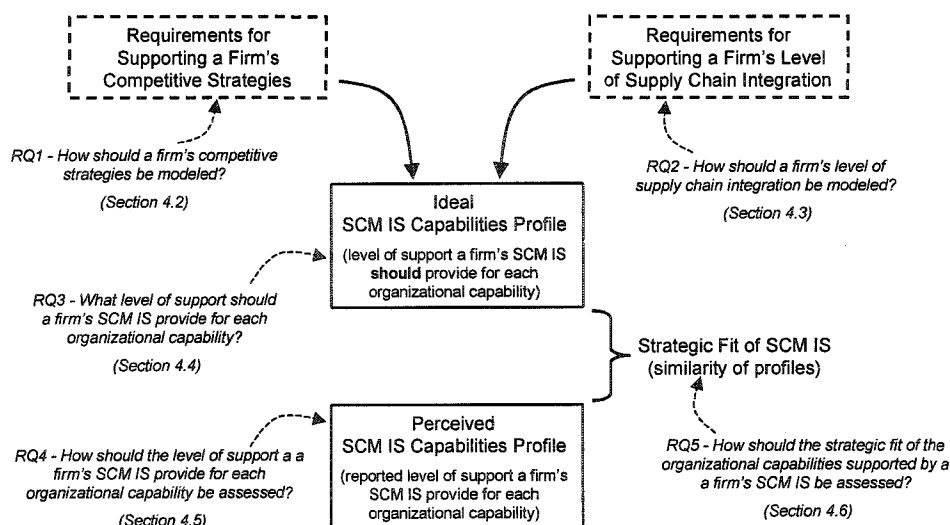 Requirements for
Supporting a Firm's
Competitive Strategies
Requirements for
Supporting a Firm's Level
of Supply Chain Integration
RQ1 - How should a firm's competitive
strategies be modeled?
(Section 4.2)
RQ2 - How should a firm's level of
supply chain integration be modeled?
(Section 4.3)
Ideal
SCM IS Capabilities Profile
(level of support a firm's SCM IS
should provide for each
organizational capability)
RQ3 - What level of support should
a firm's SCM IS provide for each
organizational capability?
(Section 4.4)
Strategic Fit of SCM IS
(similarity of profiles)
Perceived
SCM IS Capabilities Profile
(reported level of support a firm's
SCM IS provide for each
organizational capability)
RQ4 - How should the level of support a a
firm's SCM IS provide for each
organizational capability be assessed?
(Section 4.5)
RQ5 - How should the strategic fit of the
organizational capabilities supported by a
a firm's SCM IS be assessed?
(Section 4.6)